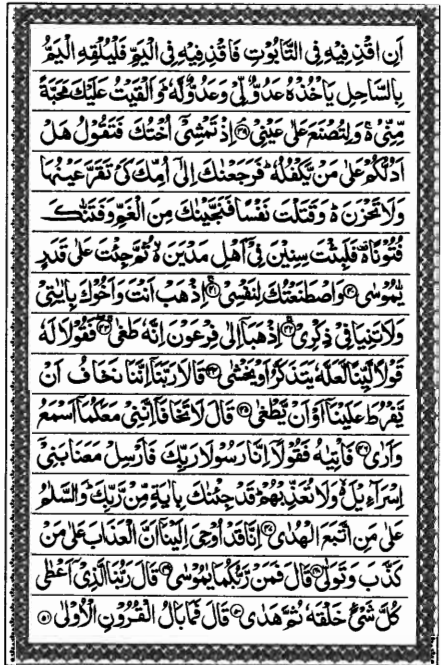 اَنِ اقْذِفِيْهِ فِى التَّابُوْتِ فَاقْذِفِيْهِ فِى الْيَمِّ فَلْيُلْقِهِ الْيَمُّ
بِالسَّاحِلِ يَاْخُذْهُ عَدُوٌّ لِّىْ وَعَدُوٌّ لَّهٗ ؕ وَاَلْقَيْتُ عَلَيْكَ مَحَبَّةً
مِّنِّىْ ۚ۬ وَلِتُصْنَعَ عَلٰى عَيْنِىْ ﴿۳۹﴾ اِذْ تَمْشِىْۤ اُخْتُكَ فَتَقُوْلُ هَلْ
اَدُلُّكُمْ عَلٰى مَنْ يَّكْفُلُهٗ ؕ فَرَجَعْنٰكَ اِلٰٓى اُمِّكَ كَىْ تَقَرَّ عَيْنُهَا
وَلَا تَحْزَنَ ؕ وَقَتَلْتَ نَفْسًا فَنَجَّيْنٰكَ مِنَ الْغَمِّ وَفَتَنّٰكَ
فُتُوْنًا ۬ۚ فَلَبِثْتَ سِنِيْنَ فِىْۤ اَهْلِ مَدْيَنَ ۙ ثُمَّ جِئْتَ عَلٰى قَدَرٍ
يّٰمُوْسٰى ﴿۴۰﴾ وَاصْطَنَعْتُكَ لِنَفْسِىْ ﴿۴۱﴾ اِذْهَبْ اَنْتَ وَاَخُوْكَ بِاٰيٰتِىْ
وَلَا تَنِيَا فِىْ ذِكْرِىْ ﴿۴۲﴾ اِذْهَبَاۤ اِلٰى فِرْعَوْنَ اِنَّهٗ طَغٰى ﴿۴۳﴾ فَقُوْلَا لَهٗ
قَوْلًا لَّيِّنًا لَّعَلَّهٗ يَتَذَكَّرُ اَوْ يَخْشٰى ﴿۴۴﴾ قَالَا رَبَّنَاۤ اِنَّنَا نَخَافُ اَنْ
يَّفْرُطَ عَلَيْنَاۤ اَوْ اَنْ يَّطْغٰى ﴿۴۵﴾ قَالَ لَا تَخَافَاۤ اِنَّنِىْ مَعَكُمَاۤ اَسْمَعُ
وَاَرٰى ﴿۴۶﴾ فَاْتِيٰهُ فَقُوْلَاۤ اِنَّا رَسُوْلَا رَبِّكَ فَاَرْسِلْ مَعَنَا بَنِىْۤ
اِسْرَآءِيْلَ ۙ وَلَا تُعَذِّبْهُمْ ؕ قَدْ جِئْنٰكَ بِاٰيَةٍ مِّنْ رَّبِّكَ ؕ وَالسَّلٰمُ
عَلٰى مَنِ اتَّبَعَ الْهُدٰى ﴿۴۷﴾ اِنَّا قَدْ اُوْحِىَ اِلَيْنَاۤ اَنَّ الْعَذَابَ عَلٰى مَنْ
كَذَّبَ وَتَوَلّٰى ﴿۴۸﴾ قَالَ فَمَنْ رَّبُّكُمَا يٰمُوْسٰى ﴿۴۹﴾ قَالَ رَبُّنَا الَّذِىْۤ اَعْطٰى
كُلَّ شَىْءٍ خَلْقَهٗ ثُمَّ هَدٰى ﴿۵۰﴾ قَالَ فَمَا بَالُ الْقُرُوْنِ الْاُوْلٰى ﴿۵۱﴾